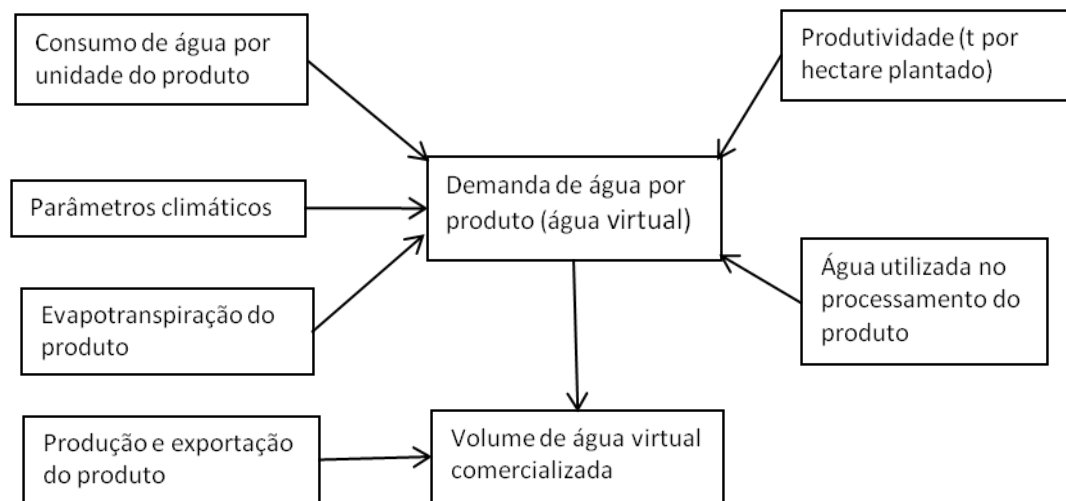 Consumo de água por
unidade do produto
Produtividade (t por
hectare plantado)
Demanda de água por
produto (água virtual)
Parâmetros climáticos
Água utilizada no
processamento do
produto
Evapotranspiração do
produto
Produção e exportação
do produto
Volume de água virtual
comercializada